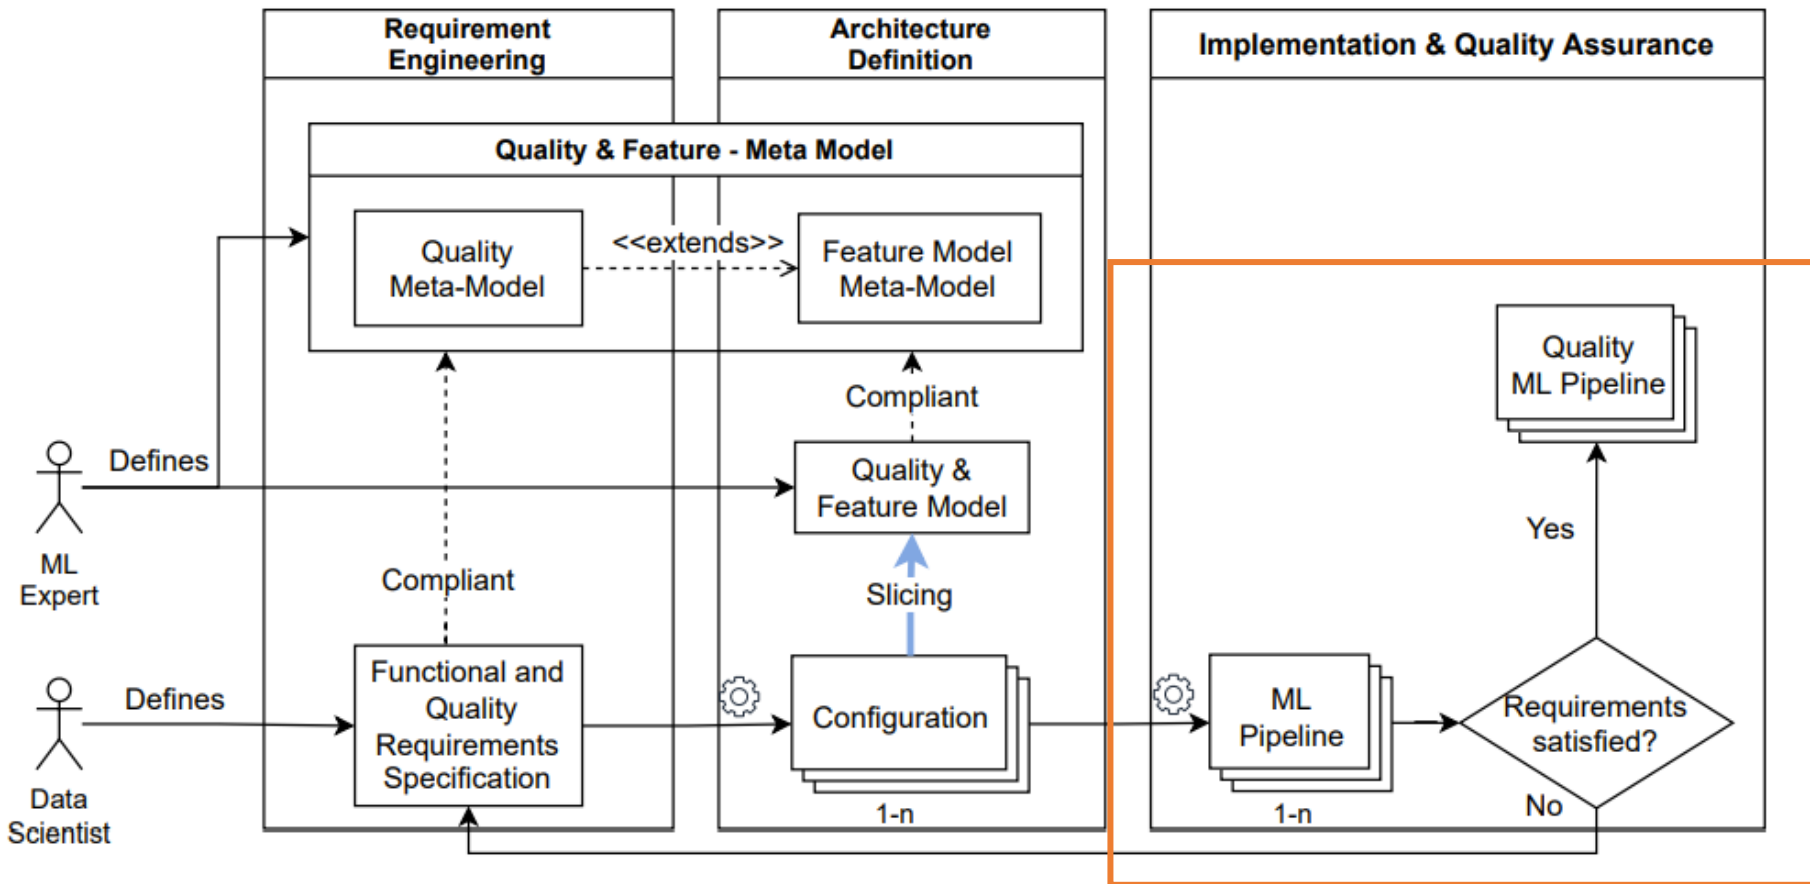 Requirement
Engineering
Architecture
Definition
Implementation & Quality Assurance
Quality & Feature - Meta Model
Quality
Meta-Model
<<extends>>
Feature Model
Meta-Model
Quality
ML Pipeline
Compliant
Defines
Quality &
Feature Model
Yes
ML
Expert
Compliant
Slicing
Functional and
Quality
Requirements
Specification
Defines
Configuration
ML
Pipeline
Requirements
satisfied?
Data
Scientist
1-n
1-n
No